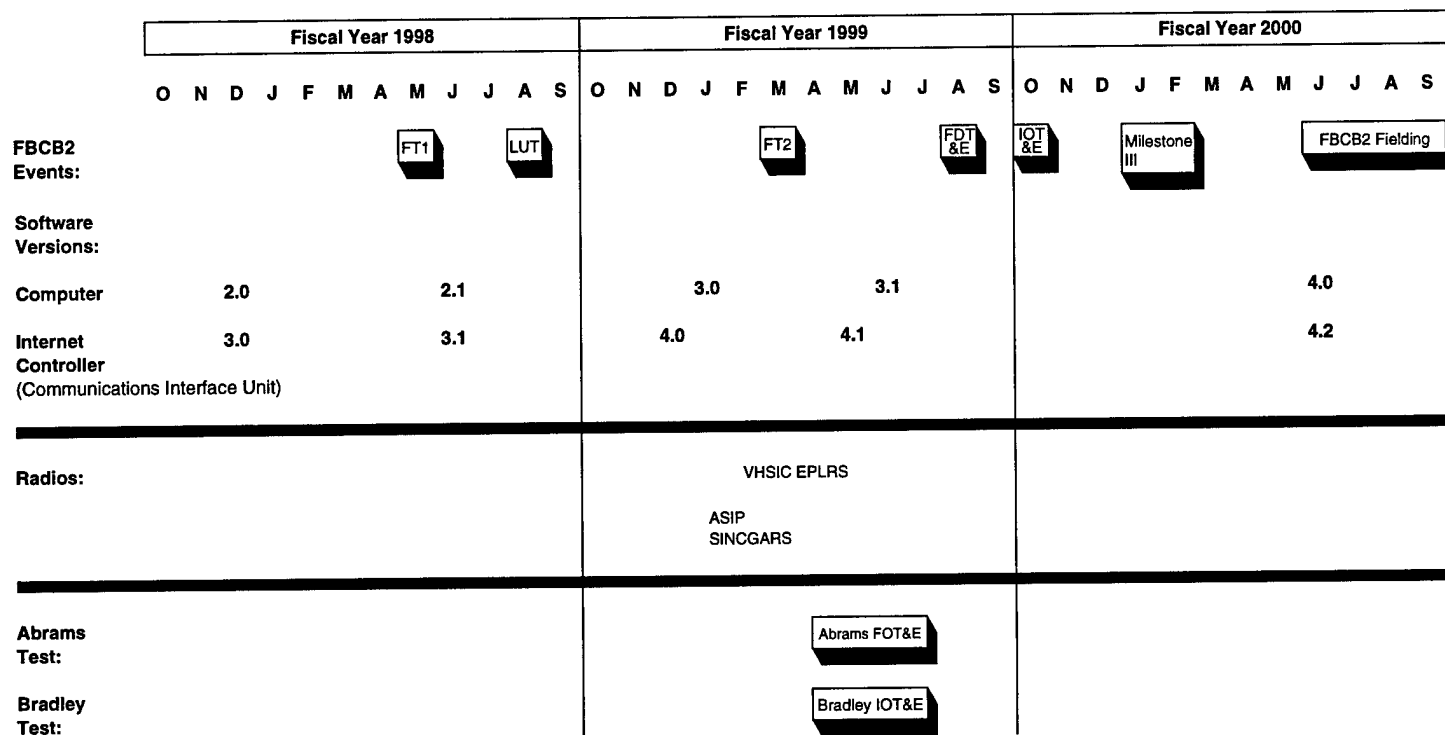 Fiscal Year 1998 Fiscal Year 1999 Fiscal Year 2000
O N D J F M A M J J A S O N D J F M A M J J A S O N D J F M A M J J A S
FBCB2
Events:
FT1
LUT
FT2
FDT
&E
IOT
&E
Milestone
III
FBCB2 Fielding
Software
Versions:
Computer 2.0 2.1 3.0 3.1 4.0
Internet 3.0 3.1 4.0 4.1 4.2
Controller
(Communications Interface Unit)
Radios: VHSIC EPLRS
ASIP
SINCGARS
Abrams
Test:
Abrams FOT&E
Bradley
Test:
Bradley IOT&E